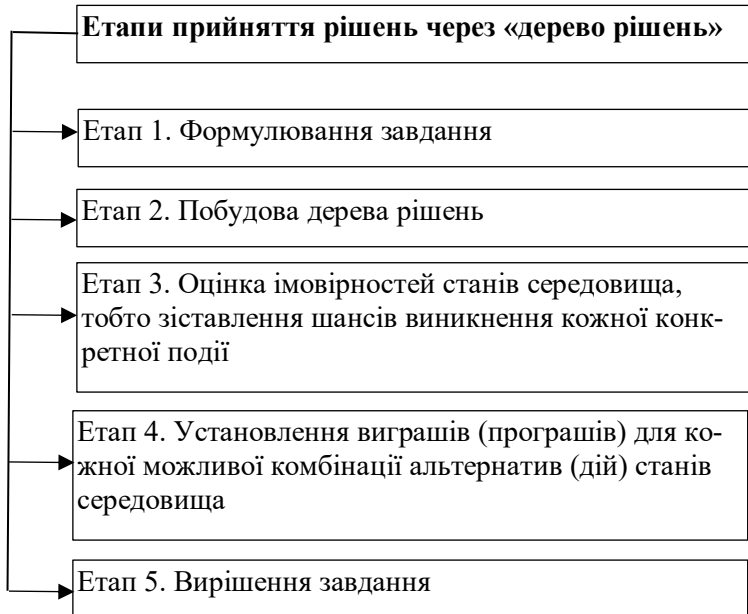 Етапи прийняття рішень через «дерево рішень»
Етап 1. Формулювання завдання
Етап 2. Побудова дерева рішень
Етап 3. Оцінка імовірностей станів середовища,
тобто зіставлення шансів виникнення кожної конк-
ретної події
Етап 4. Установлення виграшів (програшів) для ко-
жної можливої комбінації альтернатив (дій) станів
середовища
Етап 5. Вирішення завдання